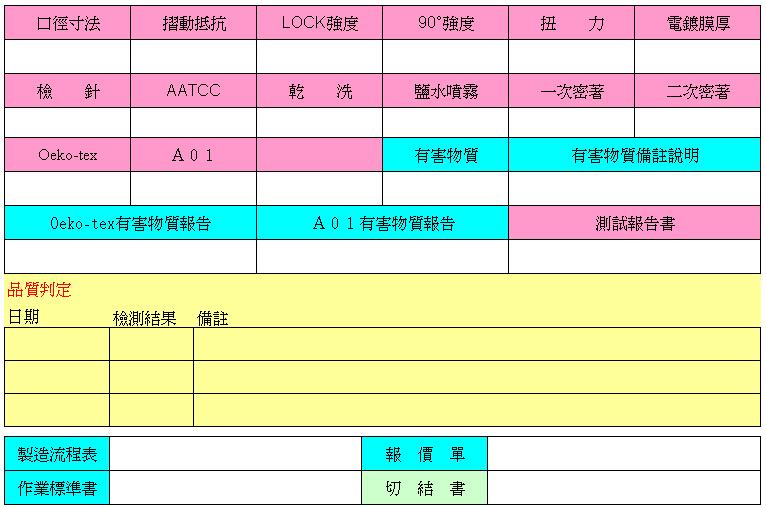 口徑寸法 摺動抵抗 LOCK強度 90°強度 扭 力 電鍍膜厚
檢 針 AATCC 乾 洗 鹽水噴霧 一次密著 二次密著
Oeko-tex A01 有害物質 有害物質備註說明
Oeko-tex有害物質報告 A01有害物質報告 測試報告書
品質判定
日期 檢測結果 備註
製造流程表 報 價 單
作業標準書 切 結 書